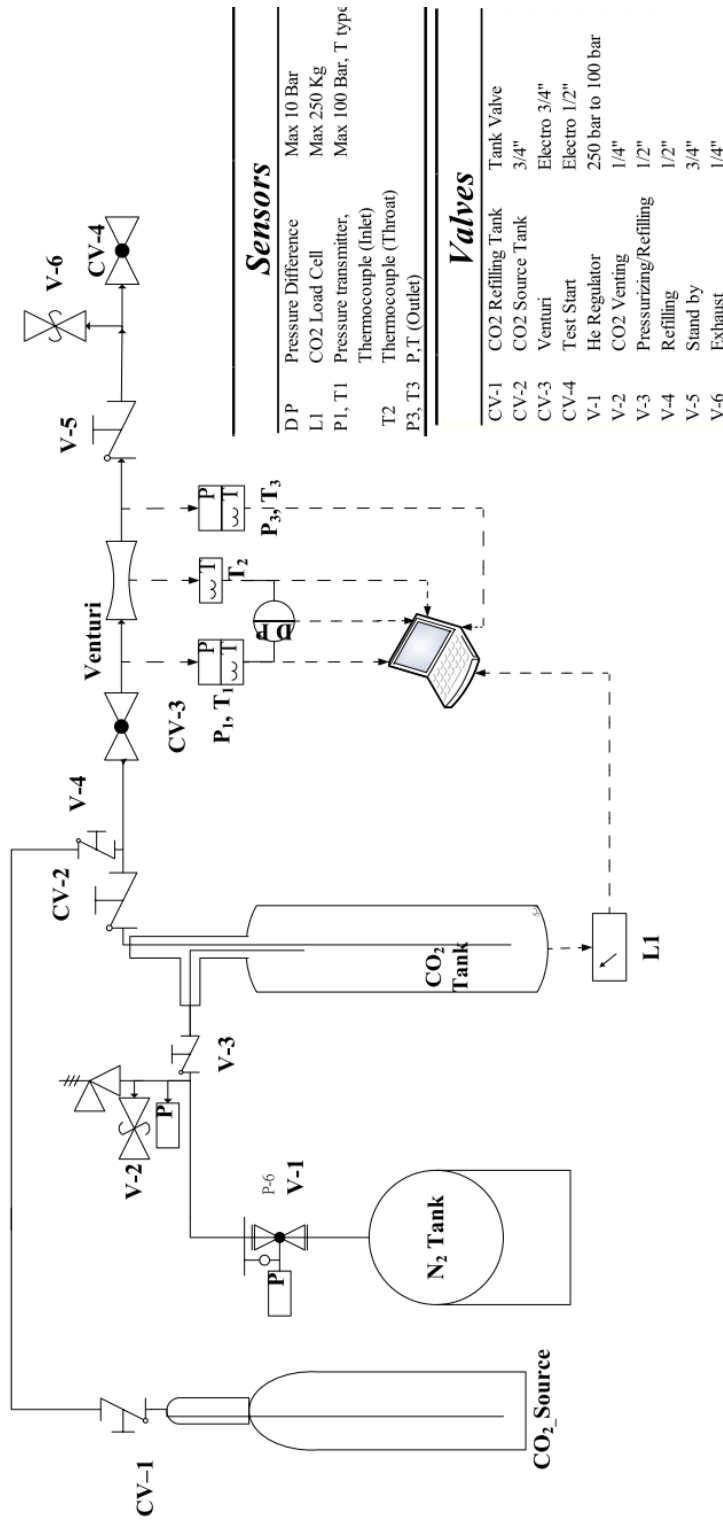 CV–1
CO2_Source
N2 Tank
P
P-6
V-1
V-2
P
V-3
CO2
Tank
L1
CV-2
V-4
CV-3
Venturi
P
T
P1, T1
T
T2
D P
P
T
P3, T3
V-5
V-6
CV-4
Sensors
D P Pressure Difference Max 10 Bar
L1 CO2 Load Cell Max 250 Kg
P1, T1 Pressure transmitter, Max 100 Bar, T type
Thermocouple (Inlet)
T2 Thermocouple (Throat)
P3, T3 P,T (Outlet)
Valves
CV-1 CO2 Refilling Tank Tank Valve
CV-2 CO2 Source Tank 3/4"
CV-3 Venturi Electro 3/4"
CV-4 Test Start Electro 1/2"
V-1 He Regulator 250 bar to 100 bar
V-2 CO2 Venting 1/4"
V-3 Pressurizing/Refilling 1/2"
V-4 Refilling 1/2"
V-5 Stand by 3/4"
V-6 Exhaust 1/4"